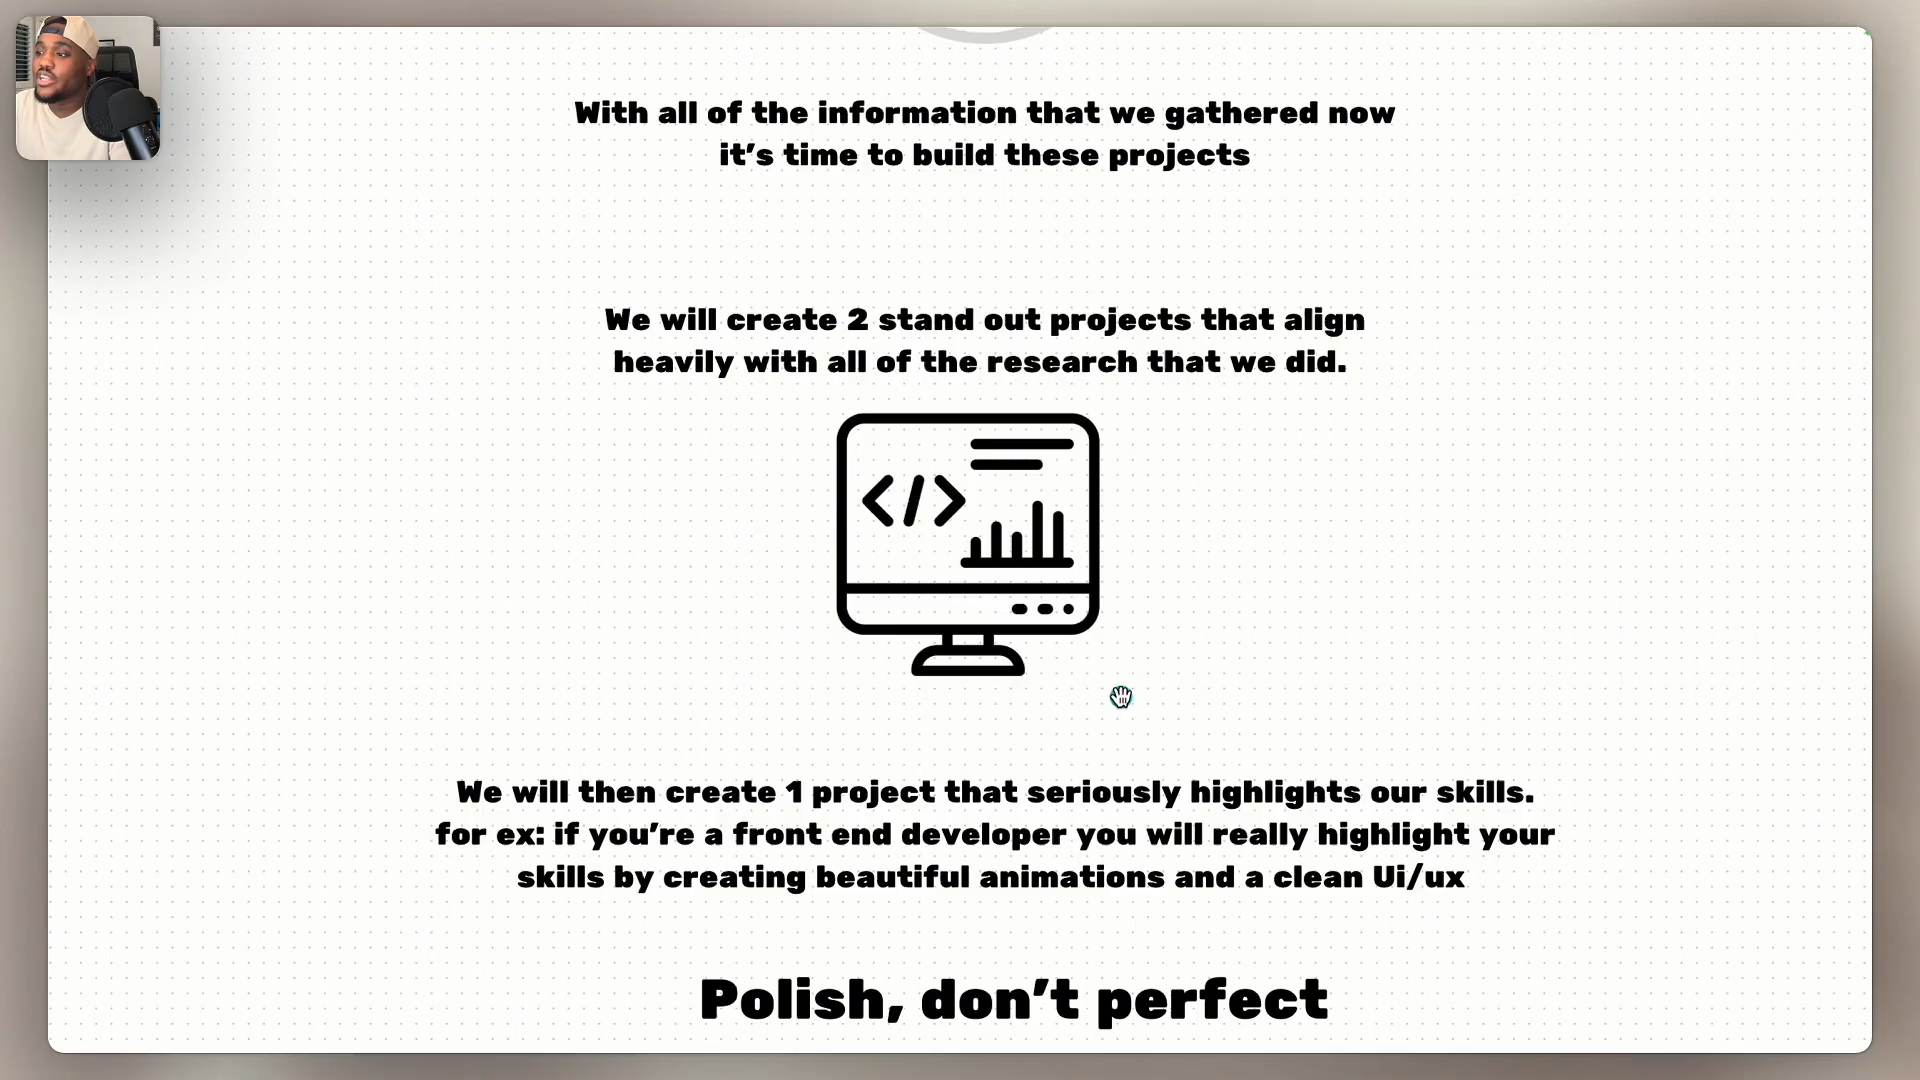 With all of the information that we gathered now
it’s time to build these projects
We will create 2 stand out projects that align
heavily with all of the research that we did.
</>
We will then create 1 project that seriously highlights our skills.
for ex: if you’re a front end developer you will really highlight your
skills by creating beautiful animations and a clean Ui/ux
Polish, don’t perfect